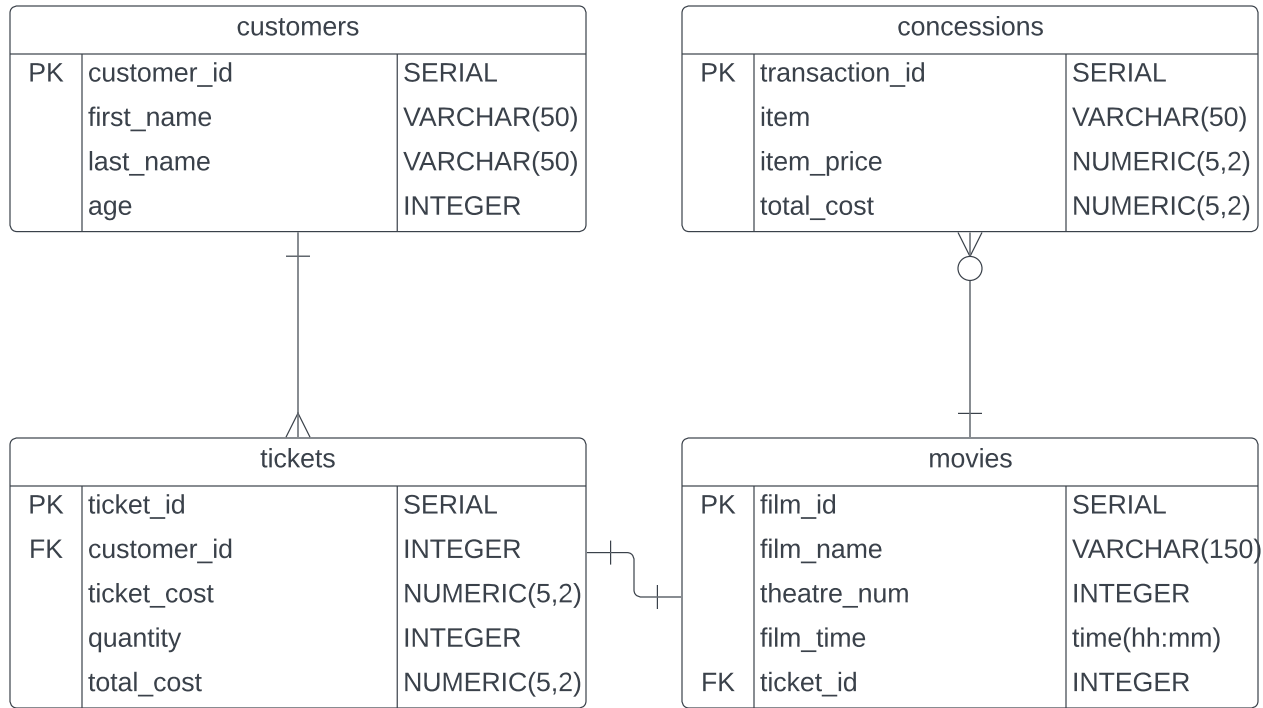 customers
PK customer_id SERIAL
first_name VARCHAR(50)
last_name VARCHAR(50)
age INTEGER
concessions
PK transaction_id SERIAL
item VARCHAR(50)
item_price NUMERIC(5,2)
total_cost NUMERIC(5,2)
tickets
PK ticket_id SERIAL
FK customer_id INTEGER
ticket_cost NUMERIC(5,2)
quantity INTEGER
total_cost NUMERIC(5,2)
movies
PK film_id SERIAL
film_name VARCHAR(150)
theatre_num INTEGER
film_time time(hh:mm)
FK ticket_id INTEGER